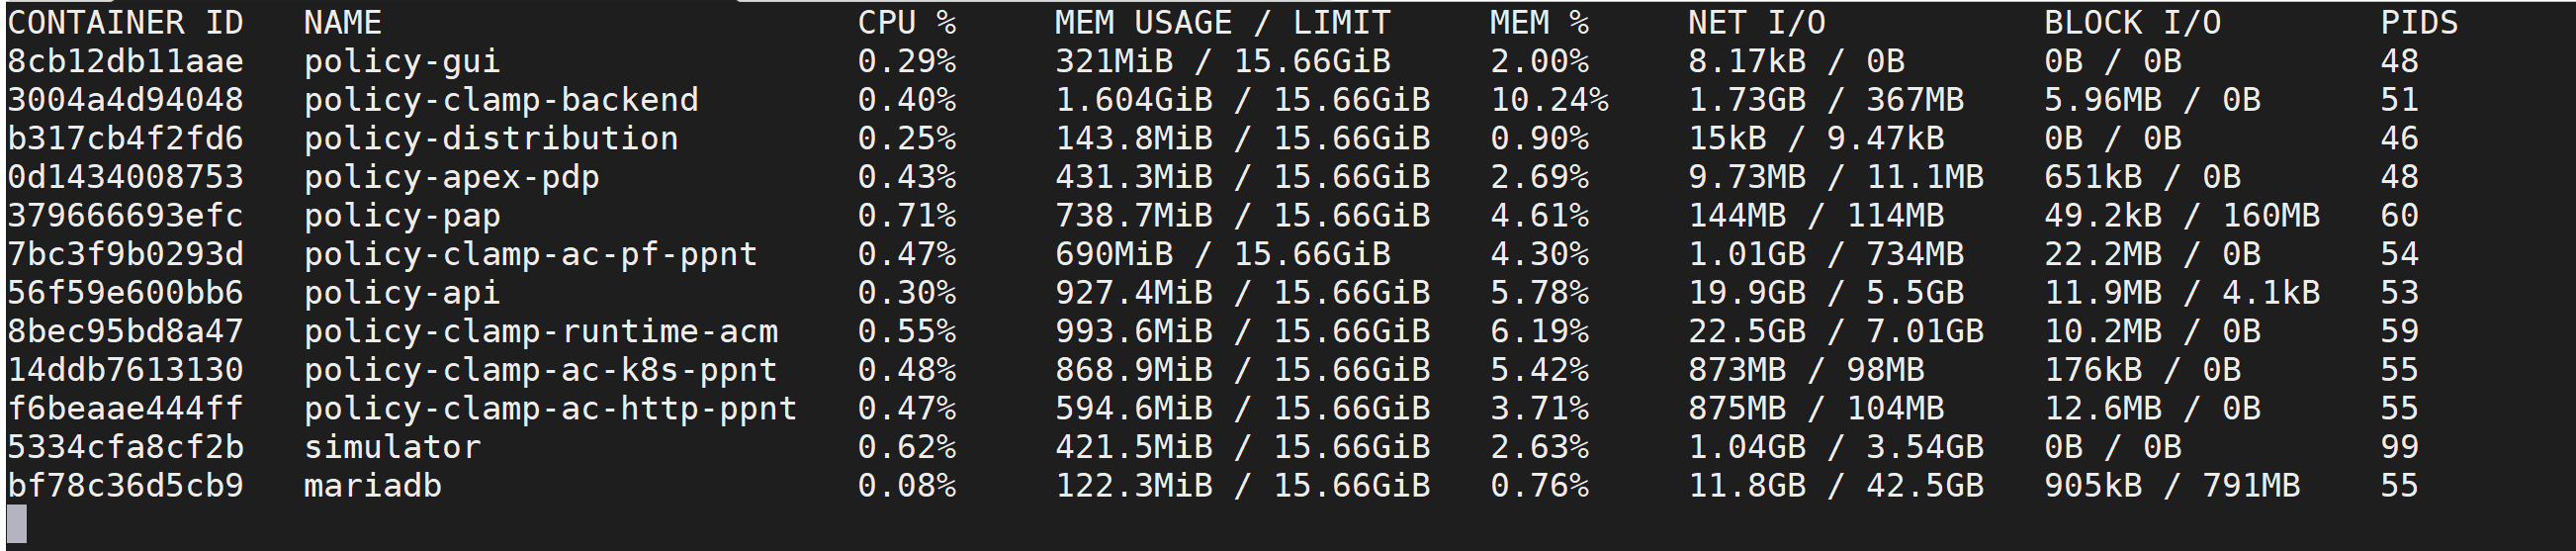 CONTAINER ID   NAME                        CPU %     MEM USAGE / LIMIT     MEM %     NET I/O           BLOCK I/O        PIDS
8cb12db11aae   policy-gui                  0.29%     321MiB / 15.66GiB     2.00%     8.17kB / 0B       0B / 0B          48
3004a4d94048   policy-clamp-backend        0.40%     1.604GiB / 15.66GiB   10.24%    1.73GB / 367MB    5.96MB / 0B      51
b317cb4f2fd6   policy-distribution         0.25%     143.8MiB / 15.66GiB   0.90%     15kB / 9.47kB     0B / 0B          46
0d1434008753   policy-apex-pdp             0.43%     431.3MiB / 15.66GiB   2.69%     9.73MB / 11.1MB   651kB / 0B       48
379666693efc   policy-pap                  0.71%     738.7MiB / 15.66GiB   4.61%     144MB / 114MB     49.2kB / 160MB   60
7bc3f9b0293d   policy-clamp-ac-pf-ppnt     0.47%     690MiB / 15.66GiB     4.30%     1.01GB / 734MB    22.2MB / 0B      54
56f59e600bb6   policy-api                  0.30%     927.4MiB / 15.66GiB   5.78%     19.9GB / 5.5GB    11.9MB / 4.1kB   53
8bec95bd8a47   policy-clamp-runtime-acm    0.55%     993.6MiB / 15.66GiB   6.19%     22.5GB / 7.01GB   10.2MB / 0B      59
14ddb7613130   policy-clamp-ac-k8s-ppnt    0.48%     868.9MiB / 15.66GiB   5.42%     873MB / 98MB      176kB / 0B       55
f6beaae444ff   policy-clamp-ac-http-ppnt   0.47%     594.6MiB / 15.66GiB   3.71%     875MB / 104MB     12.6MB / 0B      55
5334cfa8cf2b   simulator                   0.62%     421.5MiB / 15.66GiB   2.63%     1.04GB / 3.54GB   0B / 0B          99
bf78c36d5cb9   mariadb                     0.08%     122.3MiB / 15.66GiB   0.76%     11.8GB / 42.5GB   905kB / 791MB    55